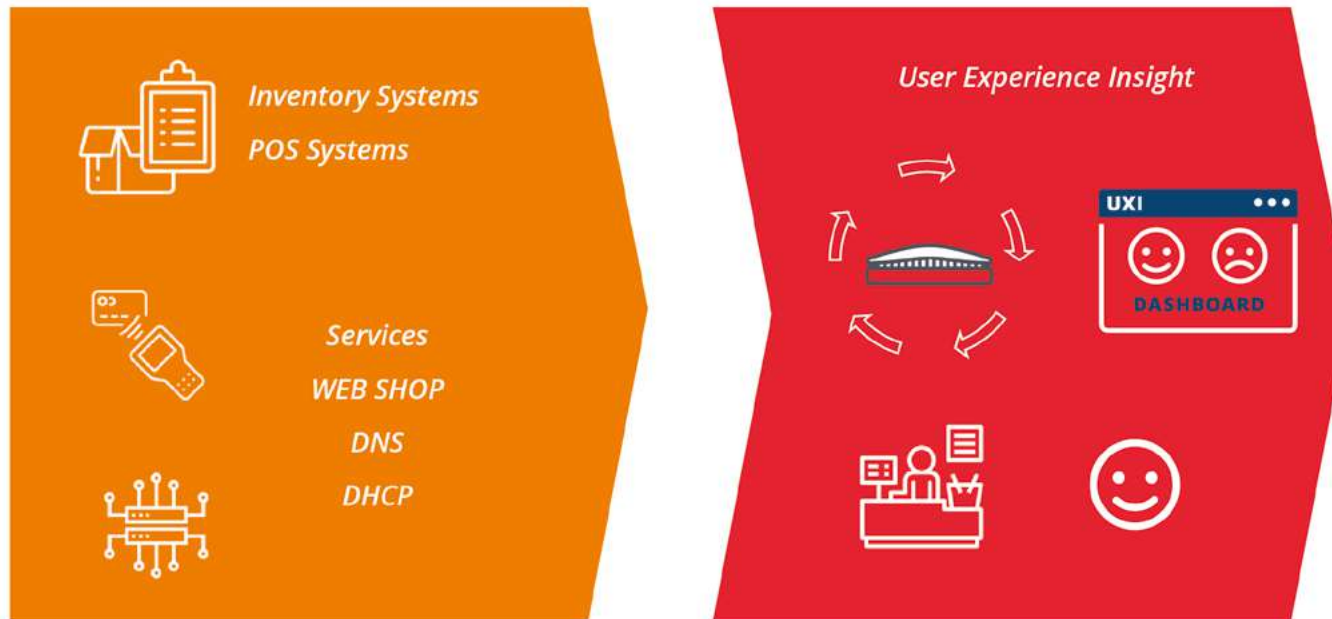 Inventory Systems
POS Systems
Services
WEB SHOP
DNS
DHCP
User Experience Insight
UXI
DASHBOARD